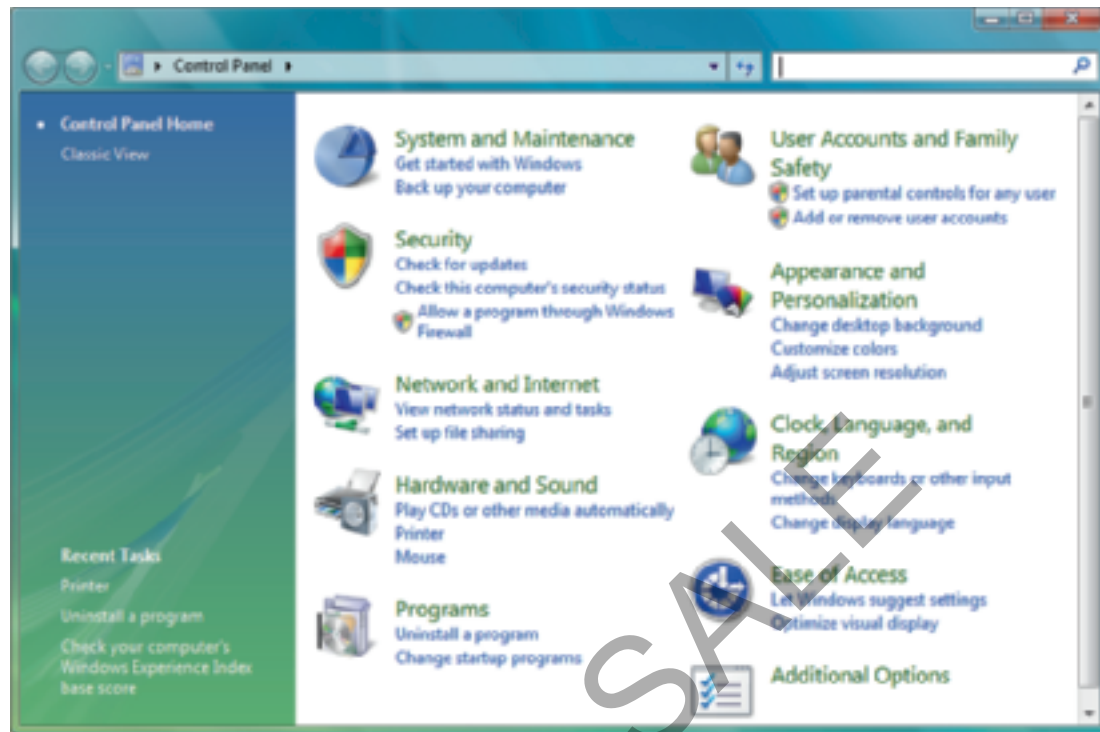 Control Panel
Control Panel Home
Classic View
Recent Tasks
Printer
Uninstall a program
Check your computer's
Windows Experience Index
base score
System and Maintenance
Get started with Windows
Back up your computer
Security
Check for updates
Check this computer's security status
Allow a program through Windows
Firewall
Network and Internet
View network status and tasks
Set up file sharing
Hardware and Sound
Play CDs or other media automatically
Printer
Mouse
Programs
Uninstall a program
Change startup programs
User Accounts and Family
Safety
Set up parental controls for any user
Add or remove user accounts
Appearance and
Personalization
Change desktop background
Customize colors
Adjust screen resolution
Clock, Language, and
Region
Change keyboards or other input
methods
Change display language
Ease of Access
Let Windows suggest settings
Optimize visual display
Additional Options
SALE